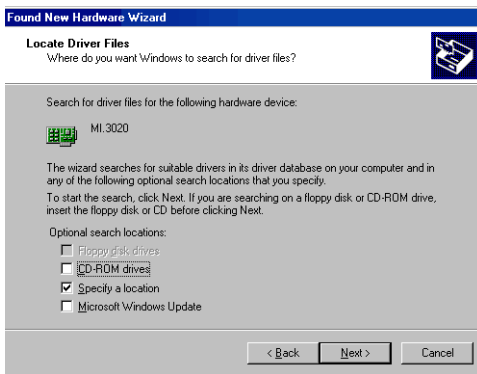 Found New Hardware Wizard
Locate Driver Files
Where do you want Windows to search for driver files?
Search for driver files for the following hardware device:
MI.3020
The wizard searches for suitable drivers in its driver database on your computer and in
any of the following optional search locations that you specify.
To start the search, click Next. If you are searching on a floppy disk or CD-ROM drive,
insert the floppy disk or CD before clicking Next.
Optional search locations:
Floppy disk drives
CD-ROM drives
Specify a location
Microsoft Windows Update
< Back Next > Cancel